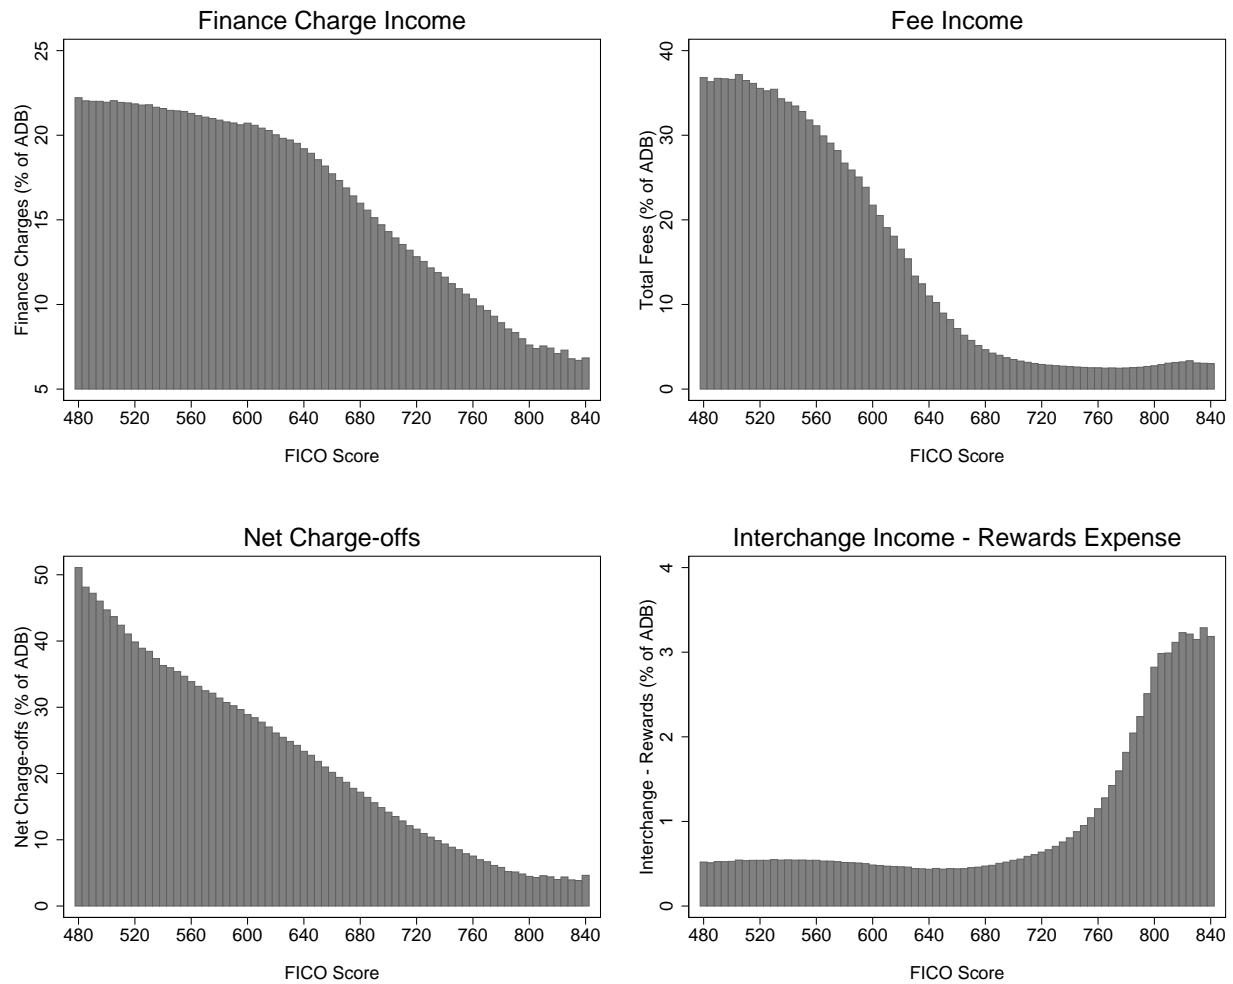 Finance Charge Income
Finance Charges (% of ADB)
25
20
15
10
5
480 520 560 600 640 680 720 760 800 840
FICO Score
Fee Income
Total Fees (% of ADB)
40
30
20
10
0
480 520 560 600 640 680 720 760 800 840
FICO Score
Net Charge-offs
Net Charge-offs (% of ADB)
50
40
30
20
10
0
480 520 560 600 640 680 720 760 800 840
FICO Score
Interchange Income - Rewards Expense
Interchange - Rewards (% of ADB)
4
3
2
1
0
480 520 560 600 640 680 720 760 800 840
FICO Score